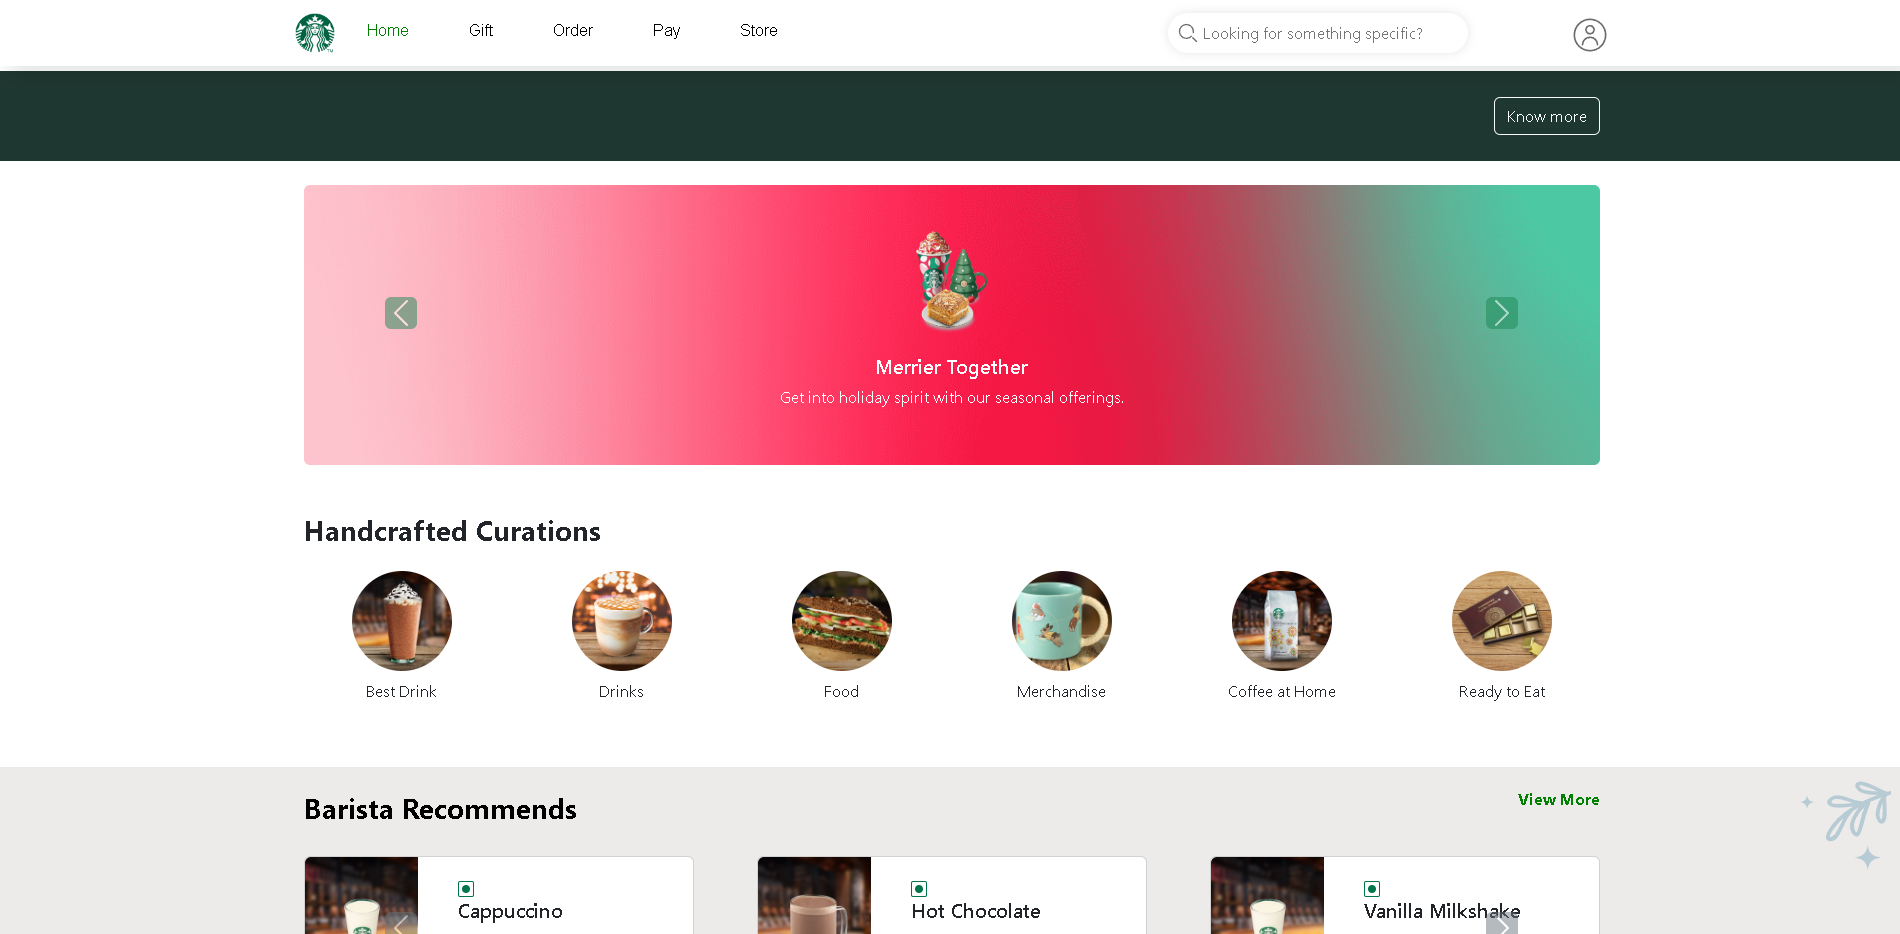 Home Gift Order Pay Store Looking for something specific?
Know more
Merrier Together
Get into holiday spirit with our seasonal offerings.
Handcrafted Curations
Best Drink Drinks Food Merchandise Coffee at Home Ready to Eat
Barista Recommends View More
Cappuccino Hot Chocolate Vanilla Milkshake